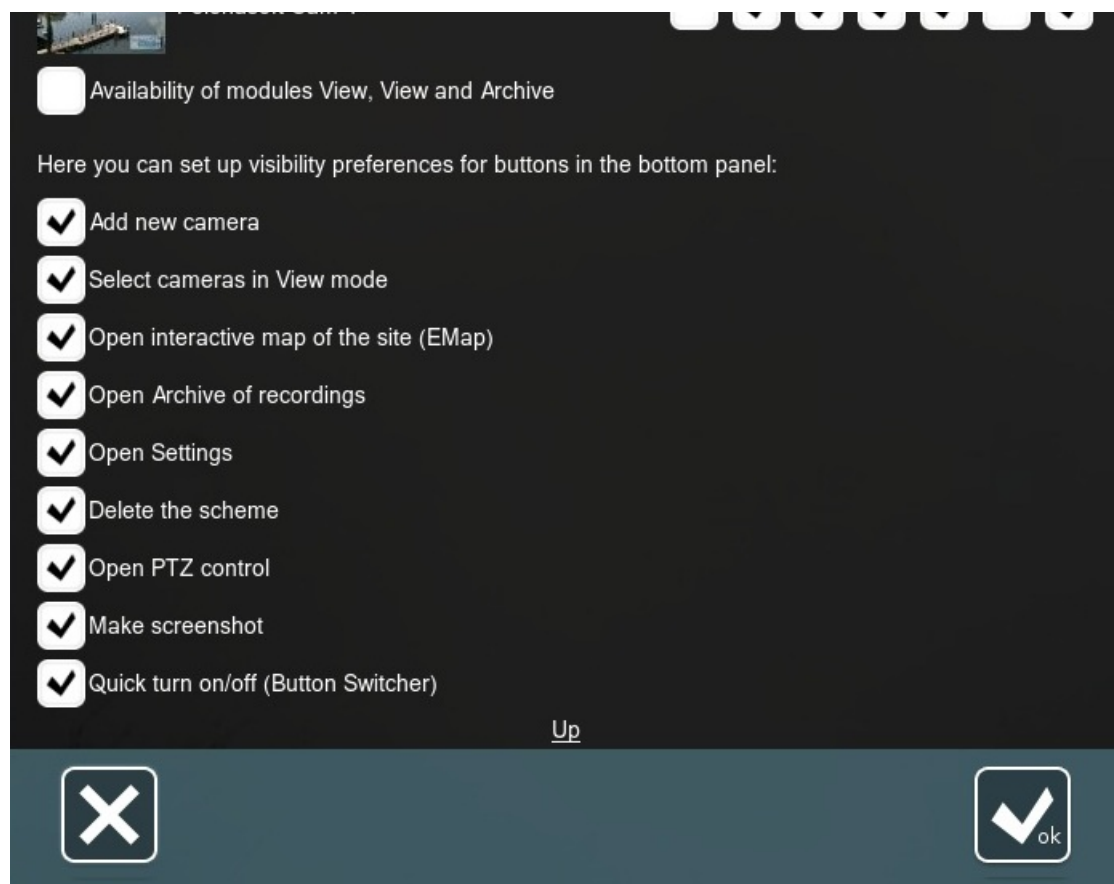 Availability of modules View, View and Archive
Here you can set up visibility preferences for buttons in the bottom panel:
Add new camera
Select cameras in View mode
Open interactive map of the site (EMap)
Open Archive of recordings
Open Settings
Delete the scheme
Open PTZ control
Make screenshot
Quick turn on/off (Button Switcher)
Up
ok